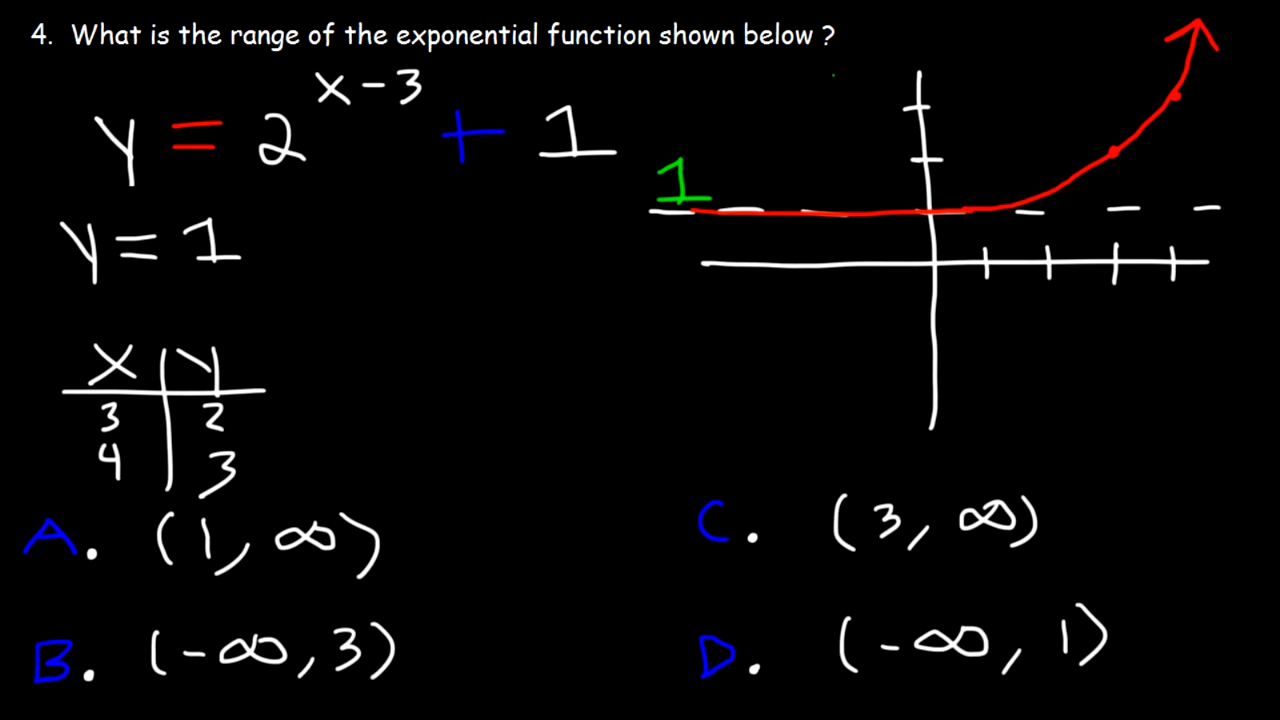 4. What is the range of the exponential function shown below ?
y = 2^(x - 3) + 1
1
y = 1
x | y
3 | 2
4 | 3
A. (1, ∞)
C. (3, ∞)
B. (-∞, 3)
D. (-∞, 1)